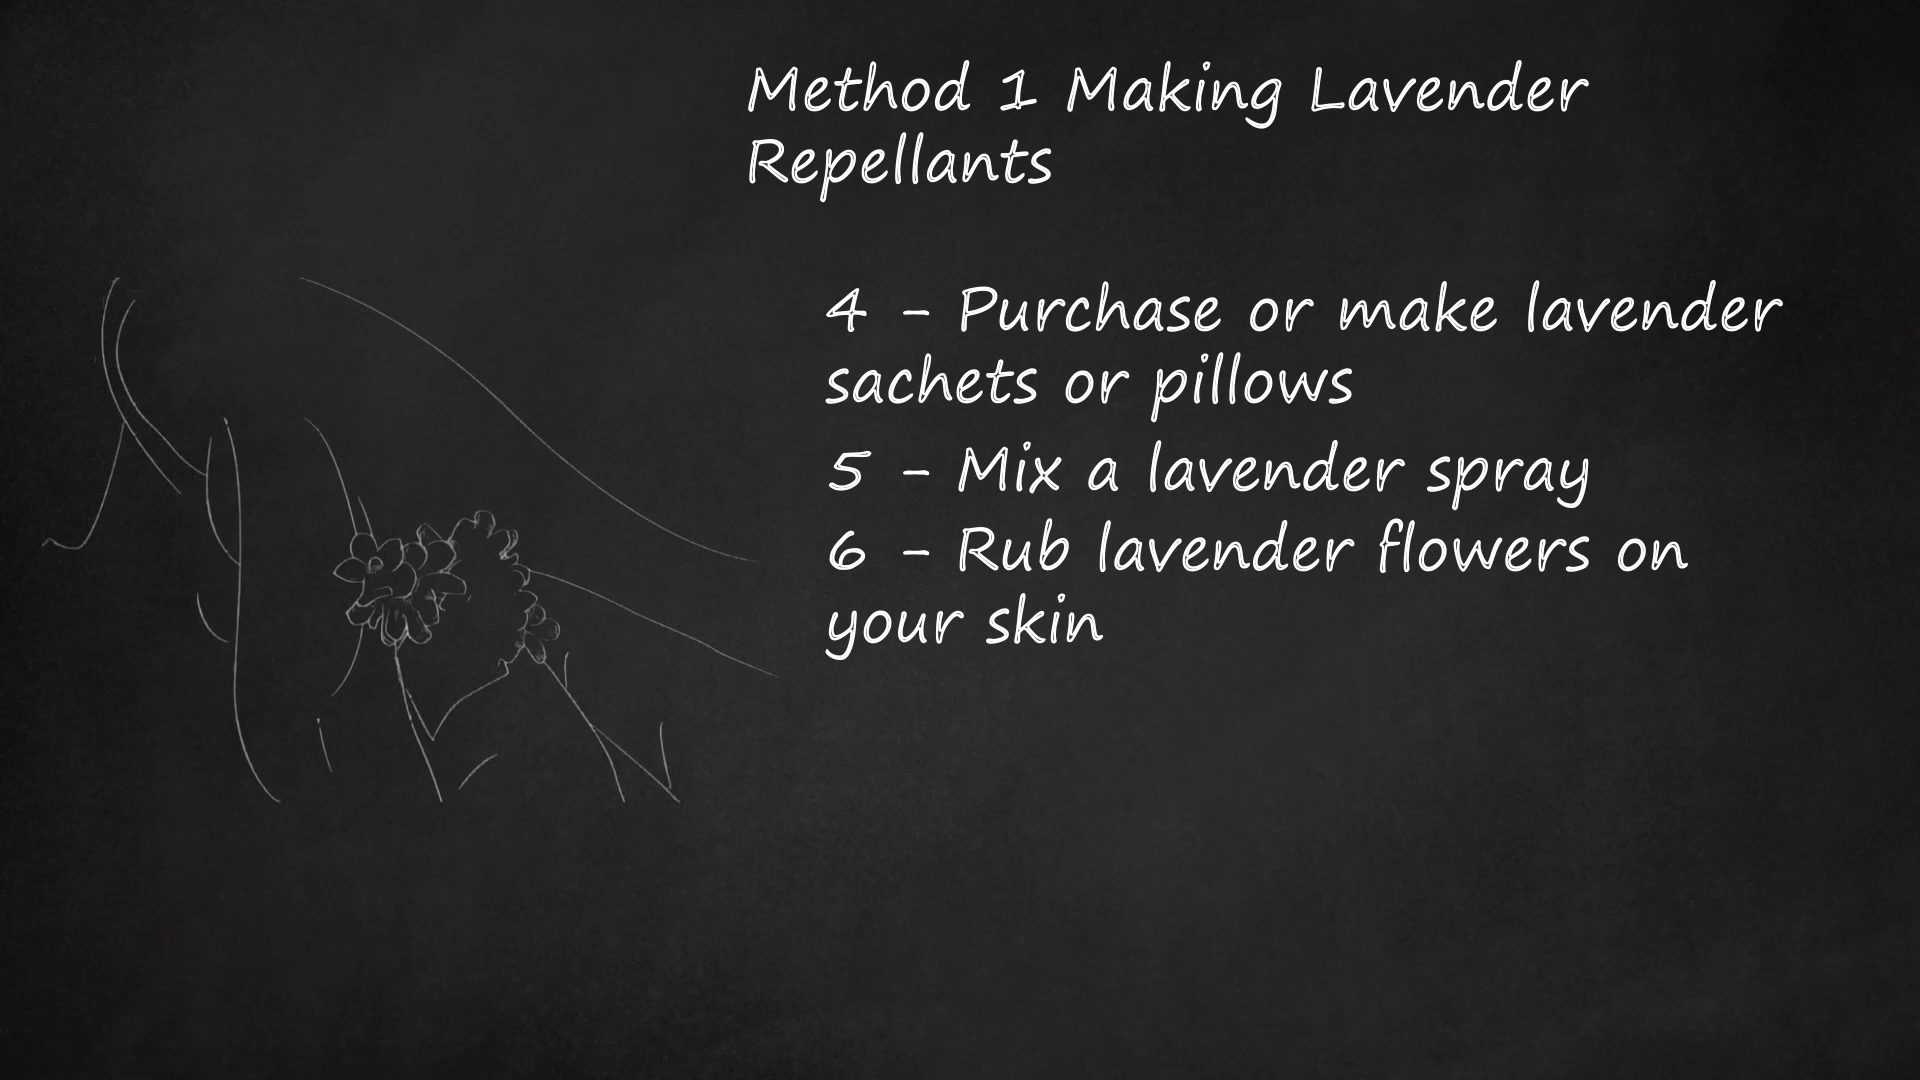 Method 1 Making Lavender
Repellants
4 - Purchase or make lavender
sachets or pillows
5 - Mix a lavender spray
6 - Rub lavender flowers on
your skin